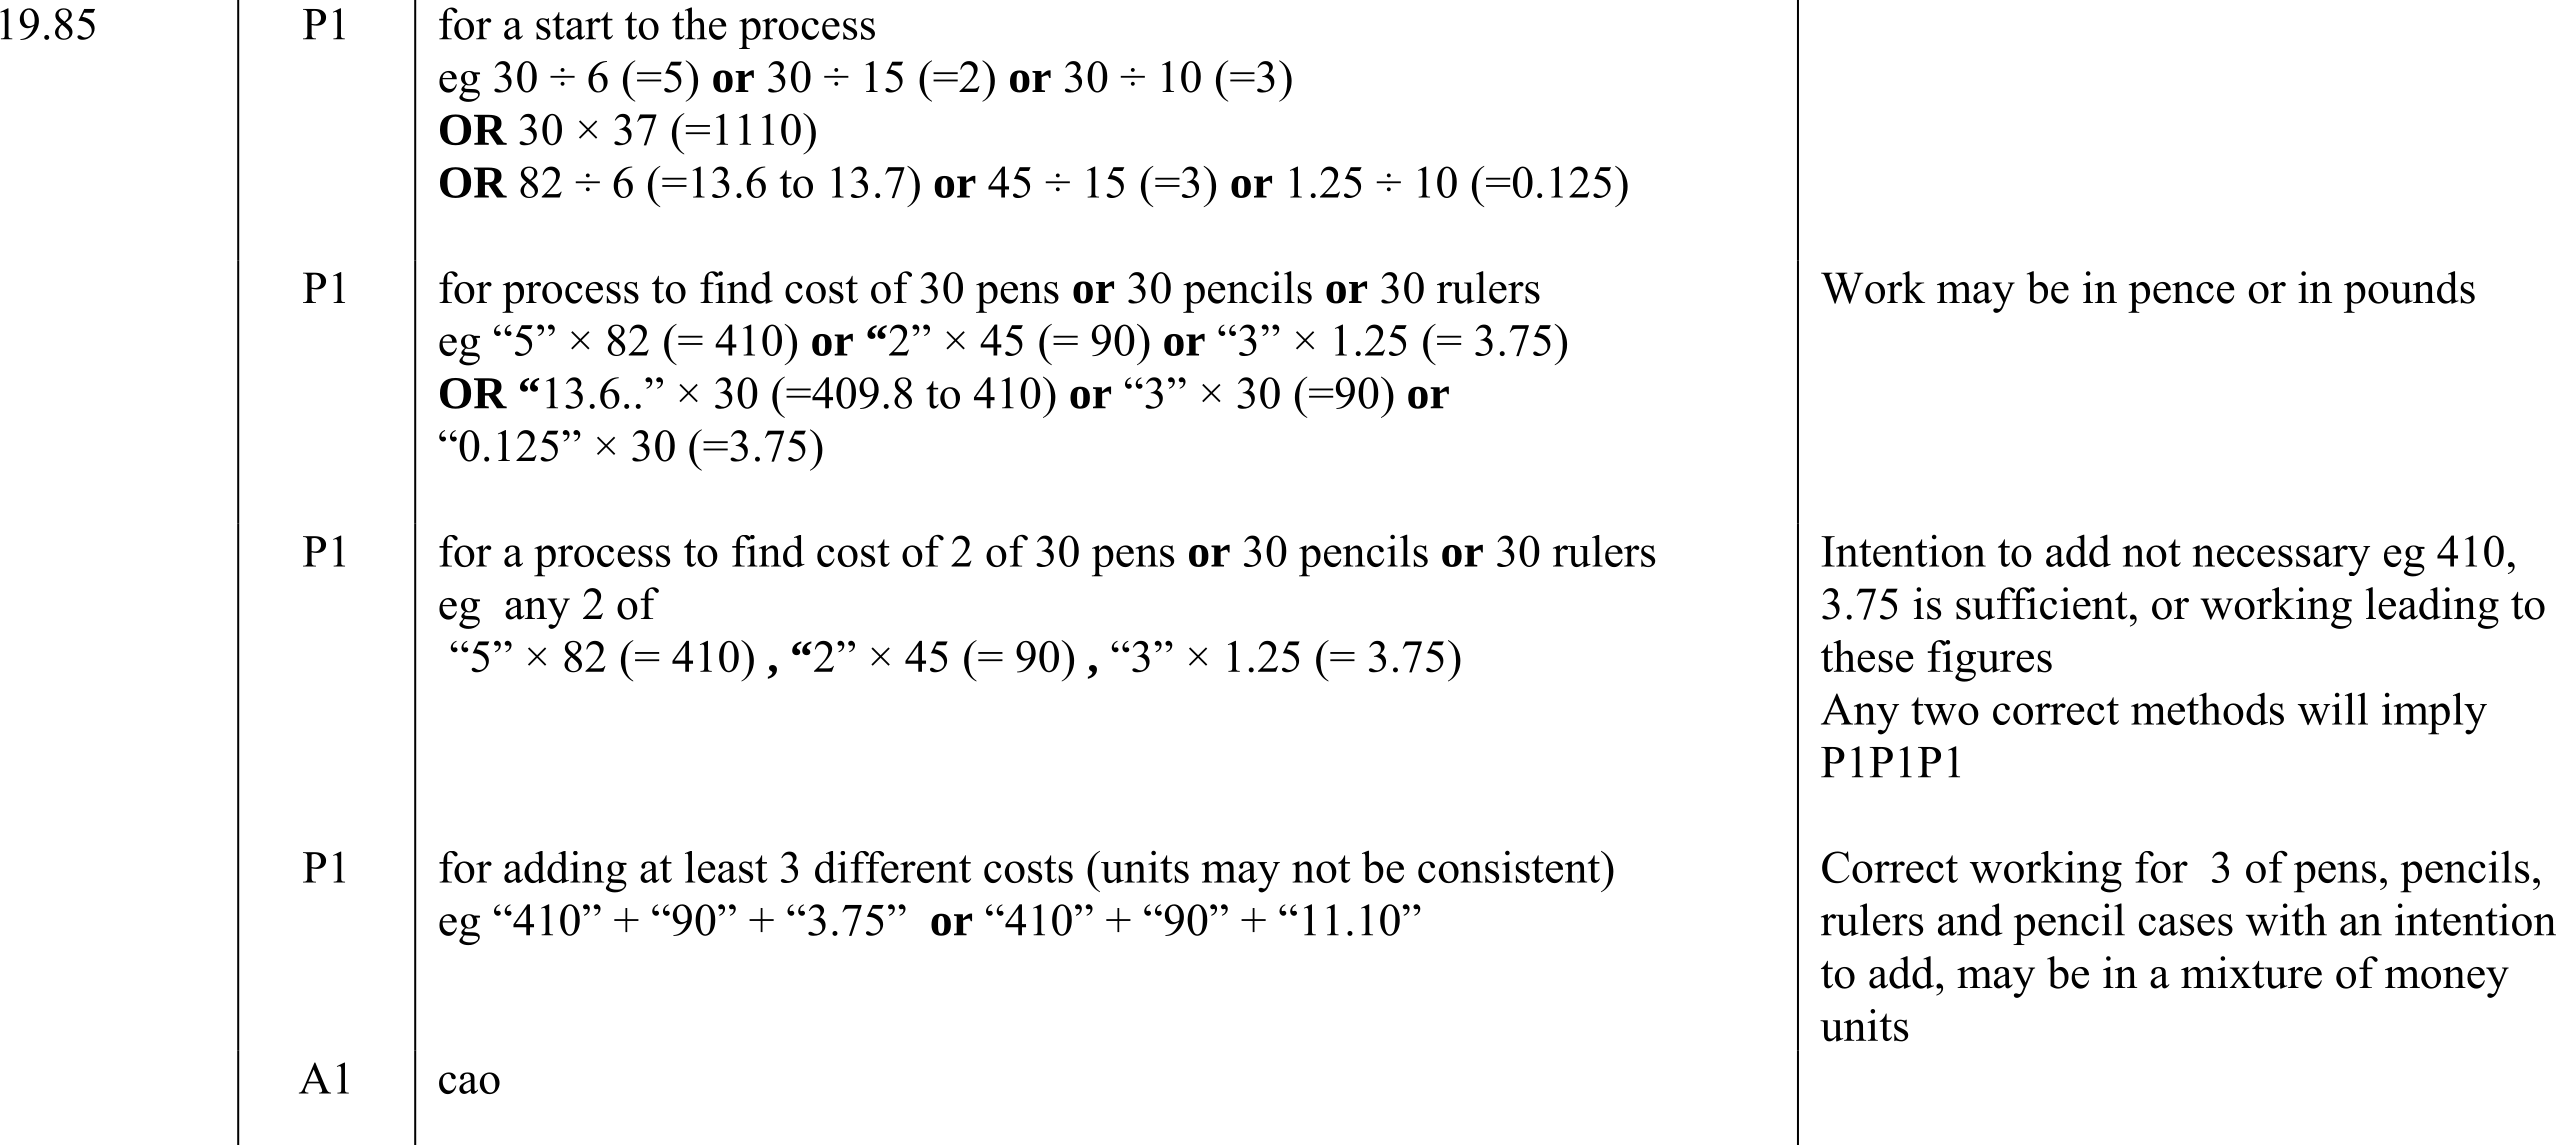 19.85 P1 for a start to the process
eg 30 ÷ 6 (=5) or 30 ÷ 15 (=2) or 30 ÷ 10 (=3)
OR 30 × 37 (=1110)
OR 82 ÷ 6 (=13.6 to 13.7) or 45 ÷ 15 (=3) or 1.25 ÷ 10 (=0.125)
P1 for process to find cost of 30 pens or 30 pencils or 30 rulers
eg “5” × 82 (= 410) or “2” × 45 (= 90) or “3” × 1.25 (= 3.75)
OR “13.6..” × 30 (=409.8 to 410) or “3” × 30 (=90) or
“0.125” × 30 (=3.75)
Work may be in pence or in pounds
P1 for a process to find cost of 2 of 30 pens or 30 pencils or 30 rulers
eg any 2 of
“5” × 82 (= 410) , “2” × 45 (= 90) , “3” × 1.25 (= 3.75)
Intention to add not necessary eg 410,
3.75 is sufficient, or working leading to
these figures
Any two correct methods will imply
P1P1P1
P1 for adding at least 3 different costs (units may not be consistent)
eg “410” + “90” + “3.75” or “410” + “90” + “11.10”
Correct working for 3 of pens, pencils,
rulers and pencil cases with an intention
to add, may be in a mixture of money
units
A1 cao